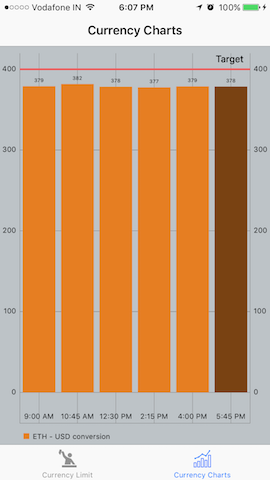 Vodafone IN 6:07 PM 100%
Currency Charts
Target
400 400
379 382 378 377 379 378
300 300
200 200
100 100
0 0
9:00 AM 10:45 AM 12:30 PM 2:15 PM 4:00 PM 5:45 PM
ETH - USD conversion
Currency Limit Currency Charts